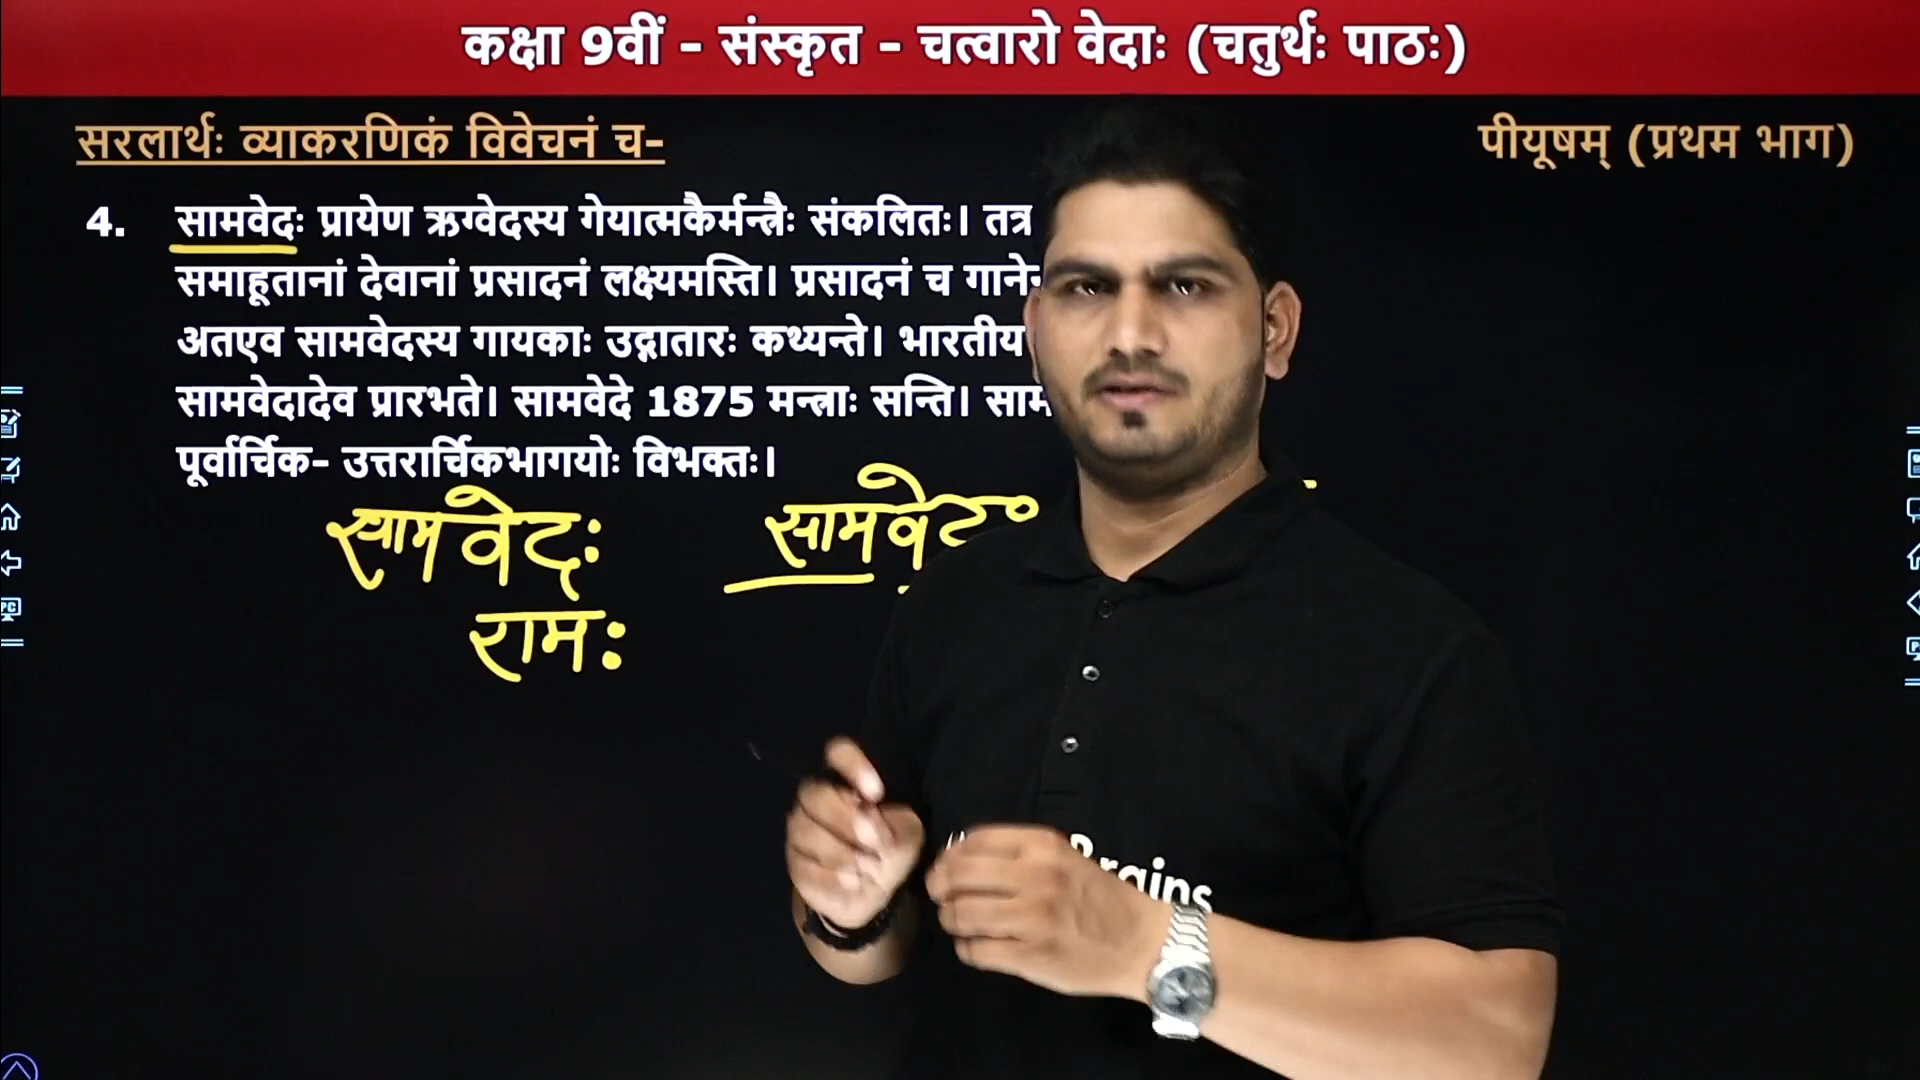 कक्षा 9वीं - संस्कृत - चत्वारो वेदाः (चतुर्थः पाठः)
सरलार्थः व्याकरणिकं विवेचनं च-
पीयूषम् (प्रथम भाग)
4. सामवेदः प्रायेण ऋग्वेदस्य गेयात्मकैर्मन्त्रैः संकलितः। तत्र
समाहूतानां देवानां प्रसादनं लक्ष्यमस्ति। प्रसादनं च
अतएव सामवेदस्य गायकाः उद्गातारः कथ्यन्ते। भारतीय
सामवेदादेव प्रारभते। सामवेदे 1875 मन्त्राः सन्ति।
पूर्वार्चिक- उत्तरार्चिकभागयोः विभक्तः।
सामवेदः
रामः